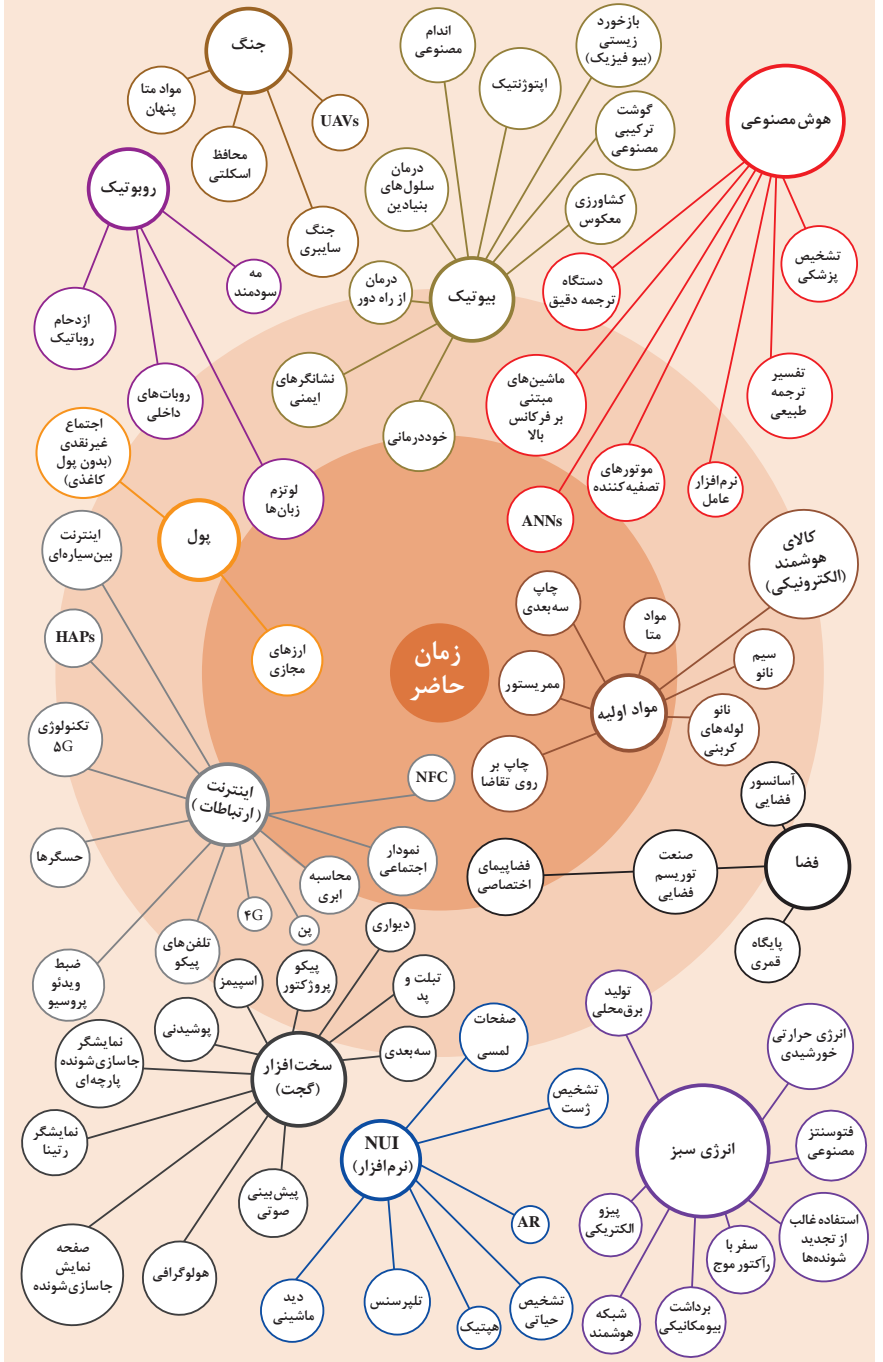 جنگ
مواد متا
پنهان
محافظ
اسکلتی
جنگ
سایبری
UAVs
روبوتیک
ازدحام
روباتیک
روبات‌های
داخلی
لوتزم
زبان‌ها
مه
سودمند
بیوتیک
اندام
مصنوعی
اپتوژنتیک
بازخورد
زیستی
(بیو فیزیک)
گوشت
ترکیبی
مصنوعی
کشاورزی
معکوس
درمان
سلول‌های
بنیادین
درمان
از راه دور
نشانگرهای
ایمنی
خوددرمانی
هوش مصنوعی
تشخیص
پزشکی
دستگاه
ترجمه دقیق
تفسیر
ترجمه
طبیعی
ماشین‌های
مبتنی
بر فرکانس
بالا
موتورهای
تصفیه‌کننده
نرم‌افزار
عامل
ANNs
پول
اجتماع
غیرنقدی
(بدون پول
کاغذی)
ارزهای
مجازی
زمان
حاضر
مواد اولیه
کالای
هوشمند
(الکترونیکی)
چاپ
سه‌بعدی
مواد
متا
سیم
نانو
ممریستور
نانو
لوله‌های
کربنی
چاپ بر
روی تقاضا
اینترنت
(ارتباطات)
اینترنت
بین‌سیاره‌ای
HAPs
تکنولوژی
۵G
حسگرها
ضبط
ویدئو
پروسیو
تلفن‌های
پیکو
۴G
پن
محاسبه
ابری
نمودار
اجتماعی
NFC
فضا
آسانسور
فضایی
صنعت
توریسم
فضایی
فضاپیمای
اختصاصی
پایگاه
قمری
سخت‌افزار
(گجت)
دیواری
پیکو
پروژکتور
اسپیمز
تبلت و
پد
سه‌بعدی
پوشیدنی
نمایشگر
جاسازی‌شونده
پارچه‌ای
نمایشگر
رتینا
صفحه
نمایش
جاسازی‌شونده
هولوگرافی
پیش‌بینی
صوتی
NUI
(نرم‌افزار)
صفحات
لمسی
تشخیص
ژست
AR
تشخیص
حیاتی
هپتیک
تلپرسنس
دید
ماشینی
انرژی سبز
تولید
برق‌محلی
انرژی حرارتی
خورشیدی
فتوسنتز
مصنوعی
استفاده غالب
از تجدید
شونده‌ها
سفر با
رآکتور موج
برداشت
بیومکانیکی
شبکه
هوشمند
پیزو
الکتریکی